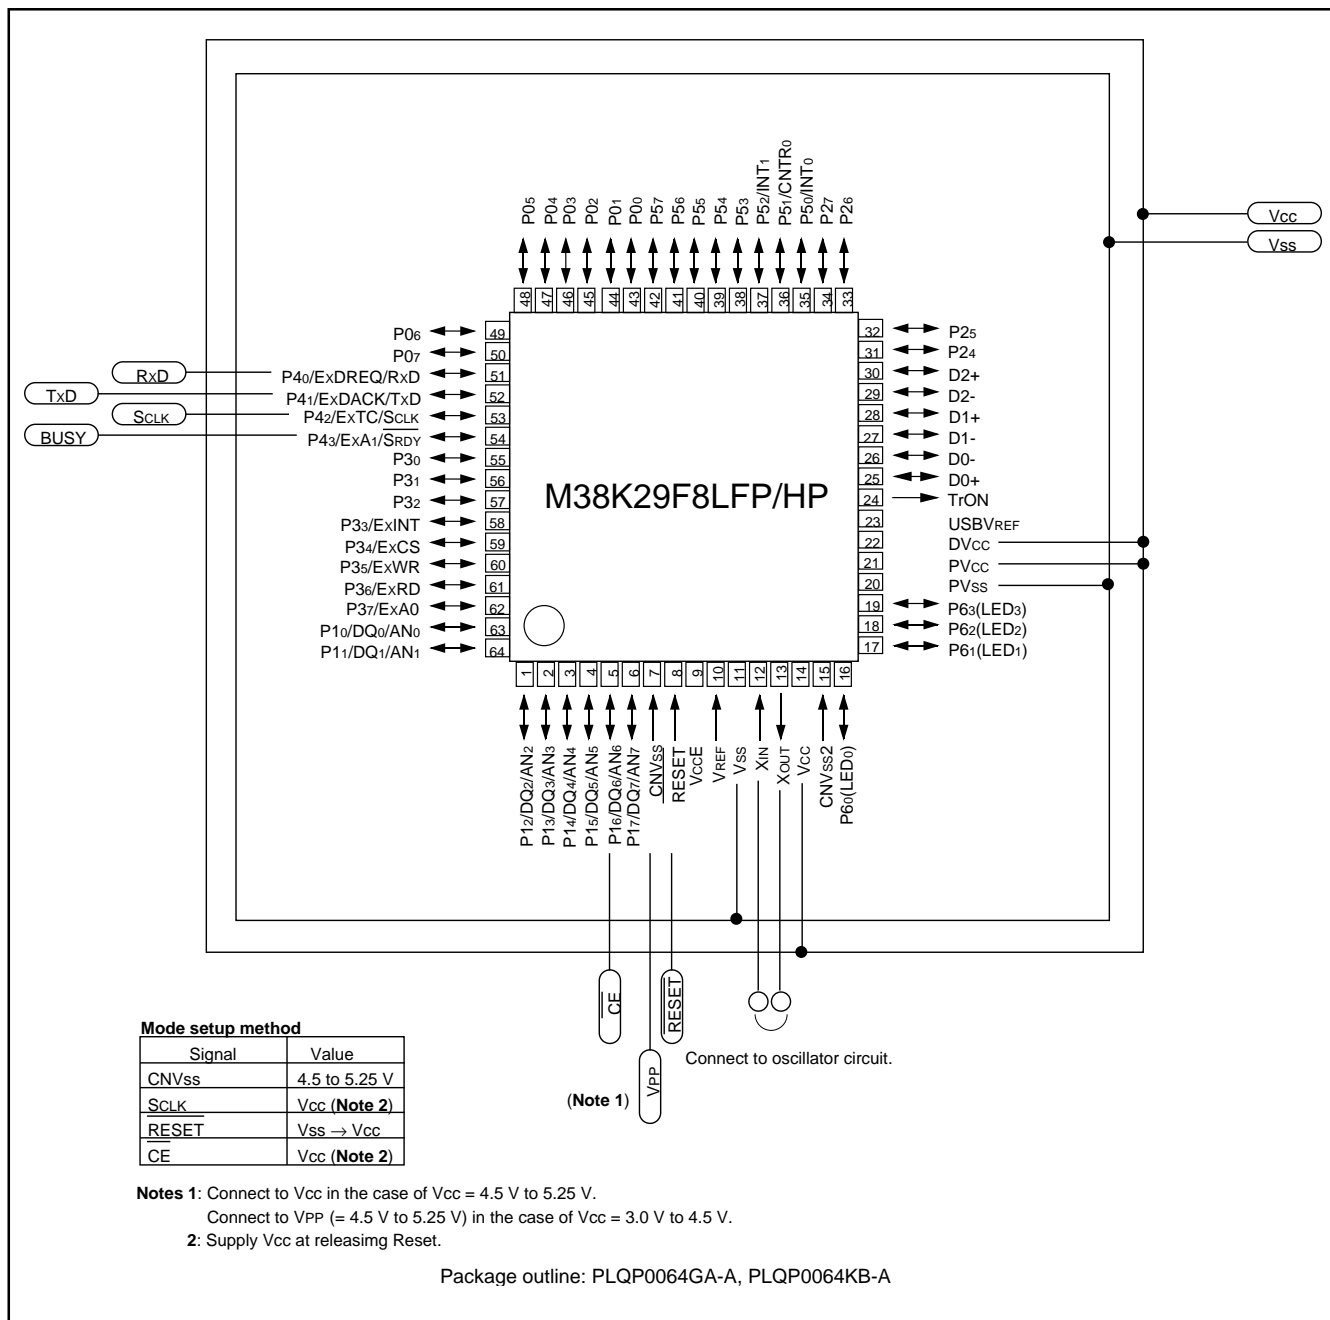 P05
P04
P03
P02
P01
P00
P57
P56
P55
P54
P53
P52/INT1
P51/CNTR0
P50/INT0
P27
P26
Vcc
Vss
48
47
46
45
44
43
42
41
40
39
38
37
36
35
34
33
P06 49
P07 50
RxD P40/ExDREQ/RxD 51
TxD P41/ExDACK/TxD 52
SCLK P42/ExTC/SCLK 53
BUSY P43/ExA1/SRDY 54
P30 55
P31 56
P32 57
P33/ExINT 58
P34/ExCS 59
P35/ExWR 60
P36/ExRD 61
P37/ExA0 62
P10/DQ0/AN0 63
P11/DQ1/AN1 64
M38K29F8LFP/HP
32 P25
31 P24
30 D2+
29 D2-
28 D1+
27 D1-
26 D0-
25 D0+
24 TrON
23 USBVREF
22 DVCC
21 PVCC
20 PVSS
19 P63(LED3)
18 P62(LED2)
17 P61(LED1)
1
2
3
4
5
6
7
8
9
10
11
12
13
14
15
16
P12/DQ2/AN2
P13/DQ3/AN3
P14/DQ4/AN4
P15/DQ5/AN5
P16/DQ6/AN6
P17/DQ7/AN7
CNVSS
RESET
VCCE
VREF
VSS
XIN
XOUT
VCC
CNVSS2
P60(LED0)
CE
RESET
VPP
(Note 1)
Connect to oscillator circuit.
Mode setup method
Signal Value
CNVss 4.5 to 5.25 V
SCLK Vcc (Note 2)
RESET Vss → Vcc
CE Vcc (Note 2)
Notes 1: Connect to Vcc in the case of Vcc = 4.5 V to 5.25 V.
Connect to VPP (= 4.5 V to 5.25 V) in the case of Vcc = 3.0 V to 4.5 V.
2: Supply Vcc at releasimg Reset.
Package outline: PLQP0064GA-A, PLQP0064KB-A